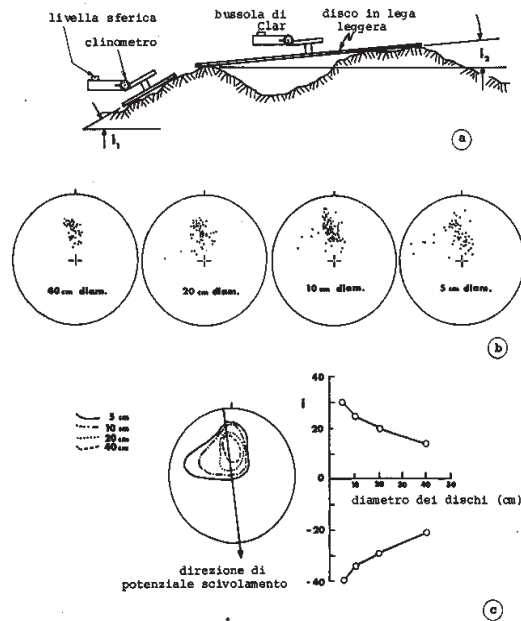 livella sferica
clinometro
bussola di
Clar
disco in lega
leggera
i₂
i₁
a
40 cm diam.
20 cm diam.
10 cm diam.
5 cm diam.
b
5 cm
10 cm
20 cm
40 cm
direzione di
potenziale scivolamento
i
40
20
0
10 20 30 40 50
diametro dei dischi (cm)
-20
-40
c